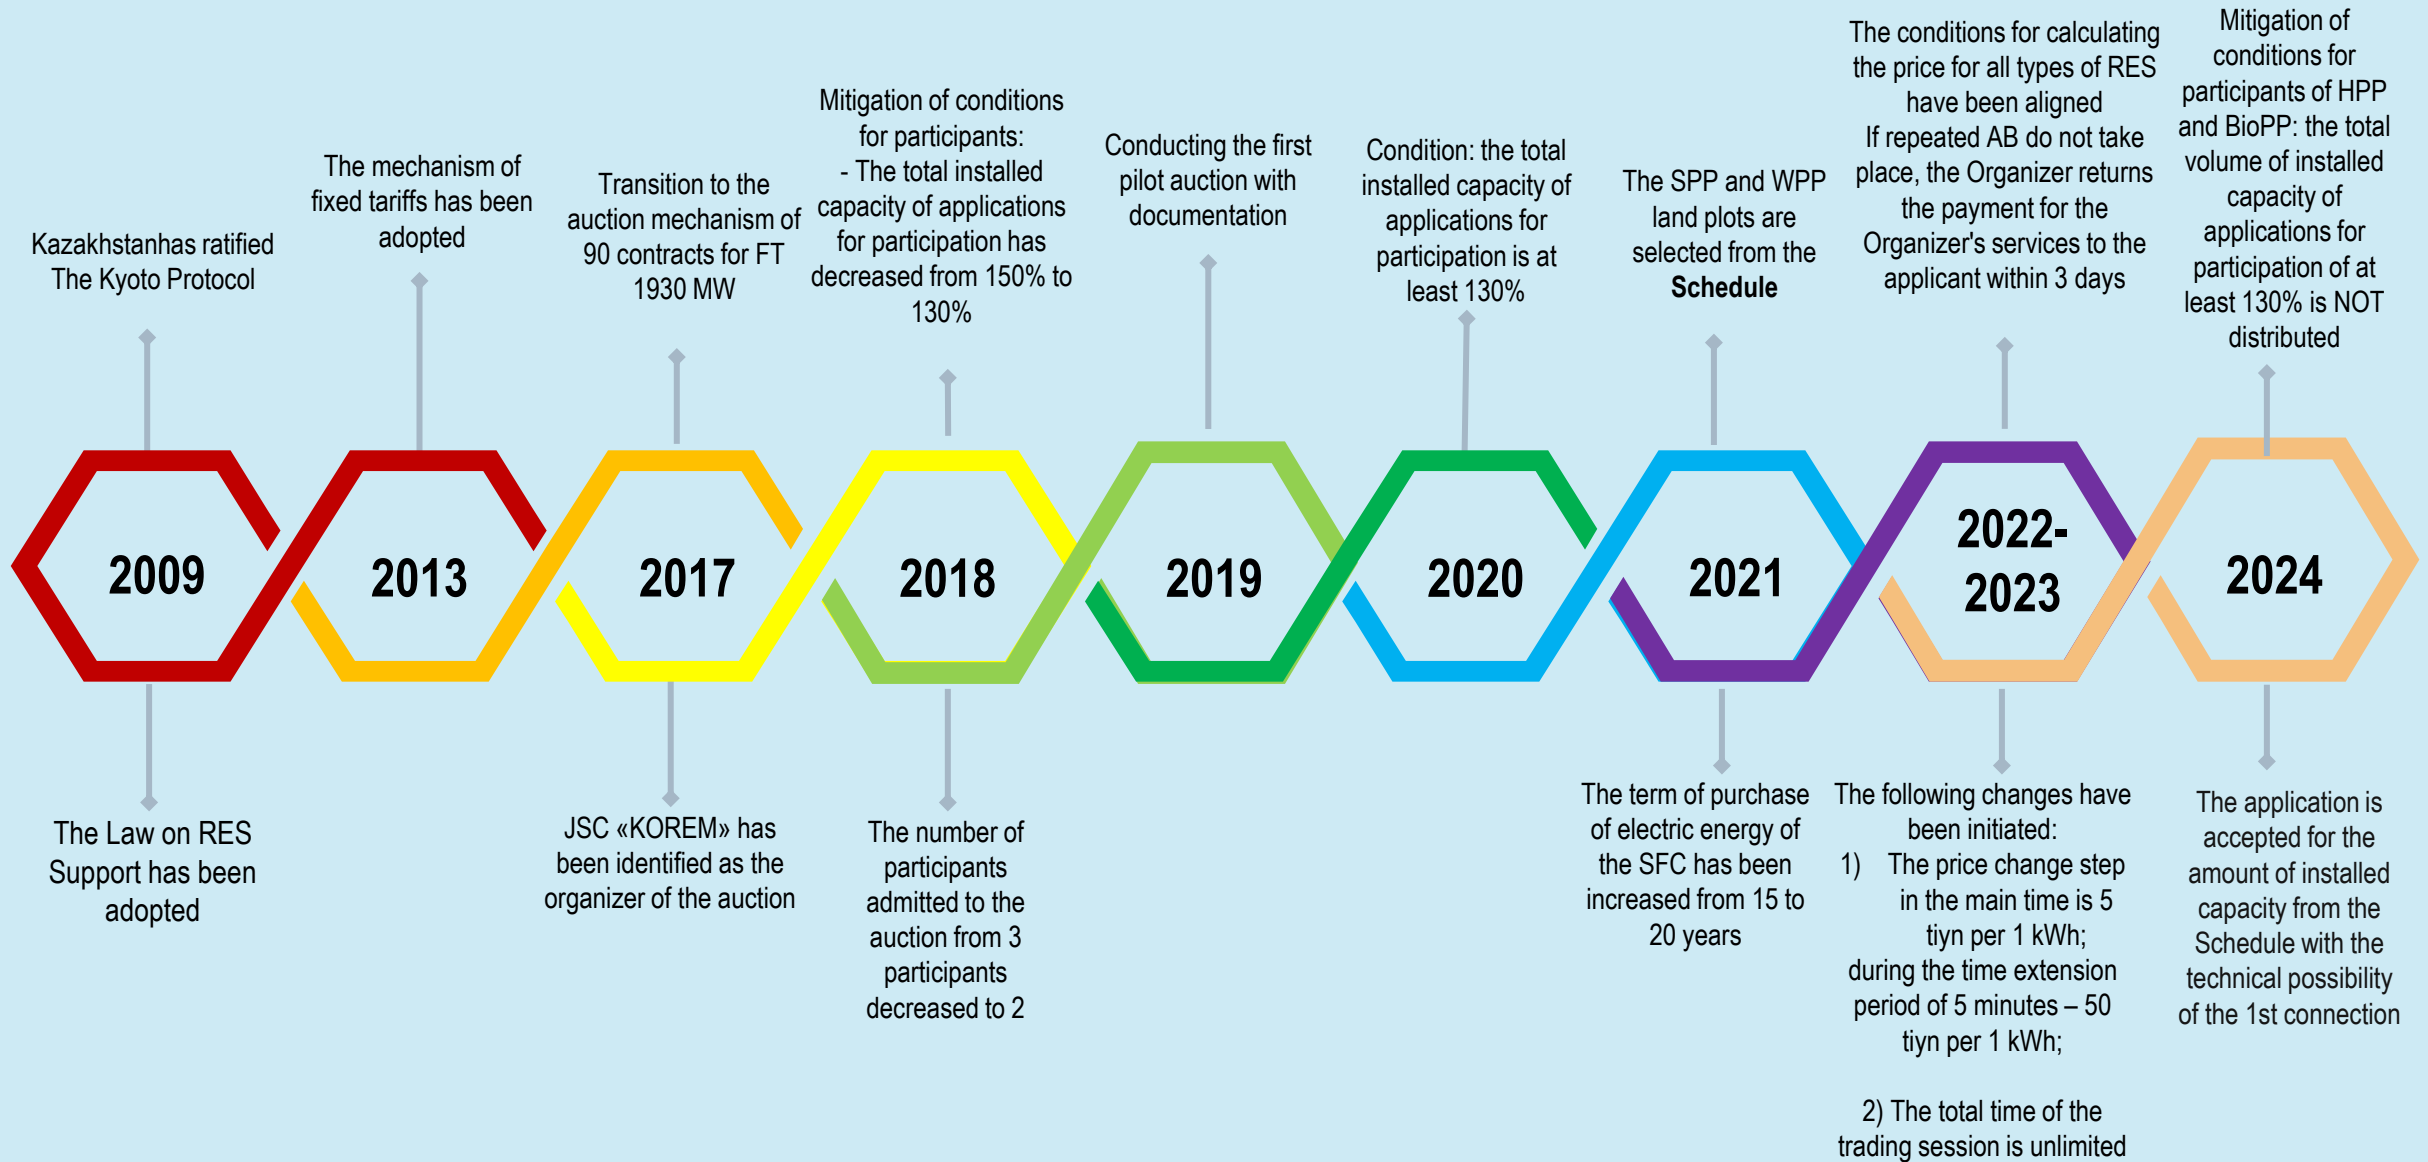 Kazakhstanhas ratified
The Kyoto Protocol
The mechanism of
fixed tariffs has been
adopted
Transition to the
auction mechanism of
90 contracts for FT
1930 MW
Mitigation of conditions
for participants:
- The total installed
capacity of applications
for participation has
decreased from 150% to
130%
Conducting the first
pilot auction with
documentation
Condition: the total
installed capacity of
applications for
participation is at
least 130%
The SPP and WPP
land plots are
selected from the
Schedule
The conditions for calculating
the price for all types of RES
have been aligned
If repeated AB do not take
place, the Organizer returns
the payment for the
Organizer's services to the
applicant within 3 days
Mitigation of
conditions for
participants of HPP
and BioPP: the total
volume of installed
capacity of
applications for
participation of at
least 130% is NOT
distributed
2009
2013
2017
2018
2019
2020
2021
2022-
2023
2024
The Law on RES
Support has been
adopted
JSC «KOREM» has
been identified as the
organizer of the auction
The number of
participants
admitted to the
auction from 3
participants
decreased to 2
The term of purchase
of electric energy of
the SFC has been
increased from 15 to
20 years
The following changes have
been initiated:
1) The price change step
in the main time is 5
tiyn per 1 kWh;
during the time extension
period of 5 minutes – 50
tiyn per 1 kWh;
2) The total time of the
trading session is unlimited
The application is
accepted for the
amount of installed
capacity from the
Schedule with the
technical possibility
of the 1st connection